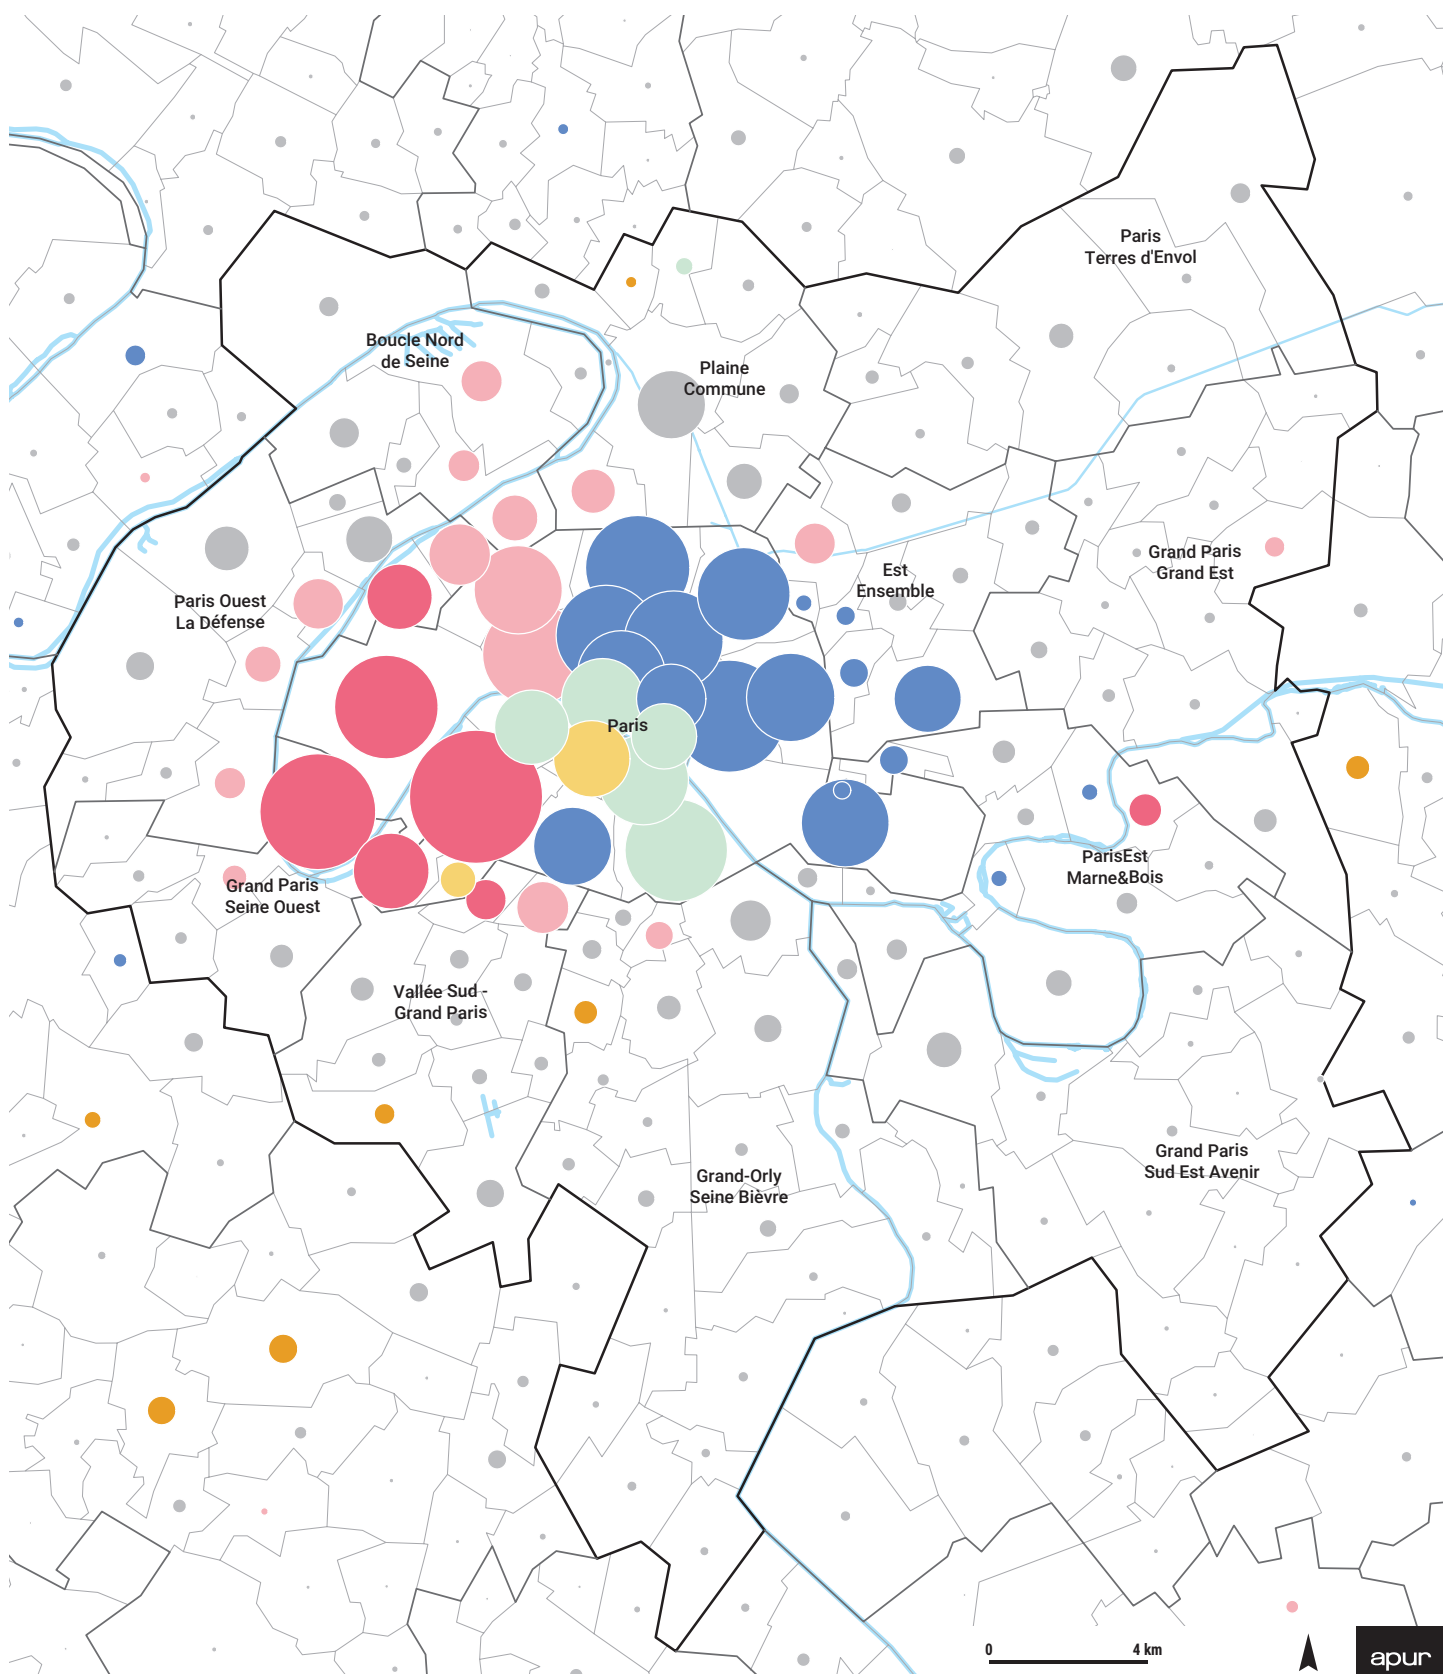 Paris
Terres d'Envol
Boucle Nord
de Seine
Plaine
Commune
Grand Paris
Grand Est
Est
Ensemble
Paris Ouest
La Défense
Paris
ParisEst
Marne&Bois
Grand Paris
Seine Ouest
Vallée Sud -
Grand Paris
Grand-Orly
Seine Bièvre
Grand Paris
Sud Est Avenir
0 4 km
apur